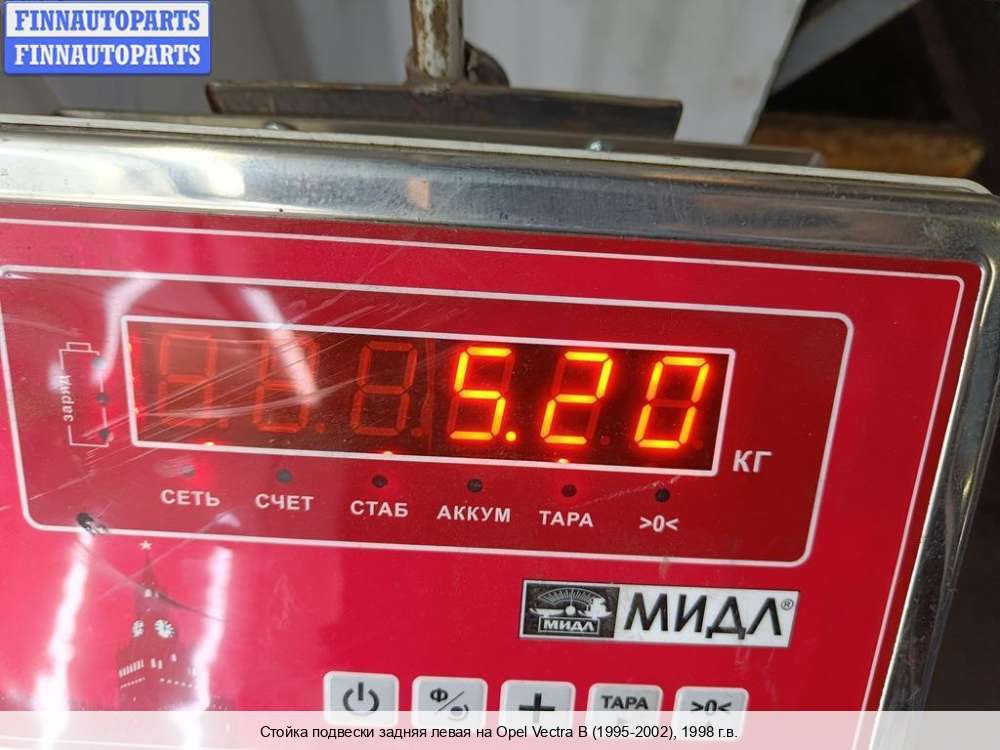 FINNAUTOPARTS
FINNAUTOPARTS
заряд
5.20
КГ
СЕТЬ СЧЕТ СТАБ АККУМ ТАРА >0<
МИДЛ МИДЛ®
Ф ТАРА >0<
Стойка подвески задняя левая на Opel Vectra B (1995-2002), 1998 г.в.